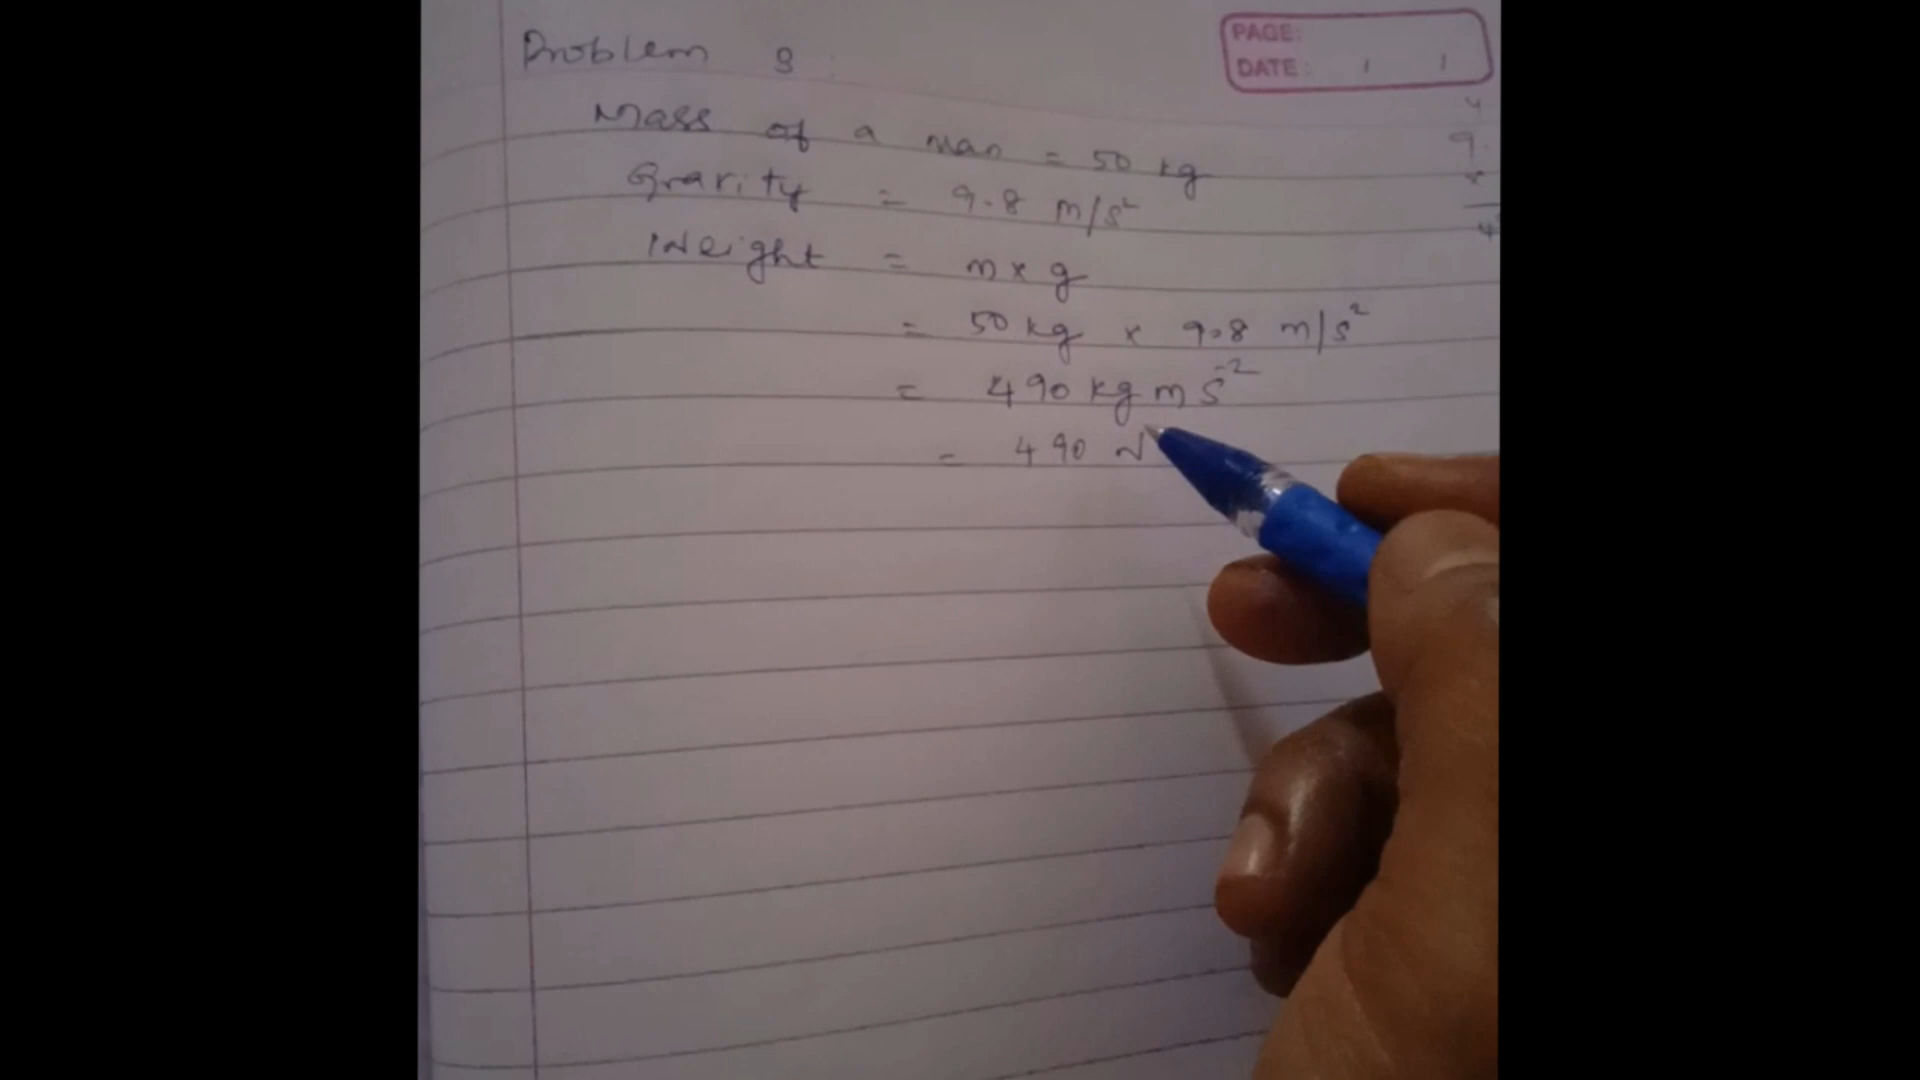 Problem 3
PAGE:
DATE: / /
Mass of a man = 50 kg
Gravity = 9.8 m/s²
Weight = m x g
= 50 kg x 9.8 m/s²
= 490 kg m s⁻²
= 490 N